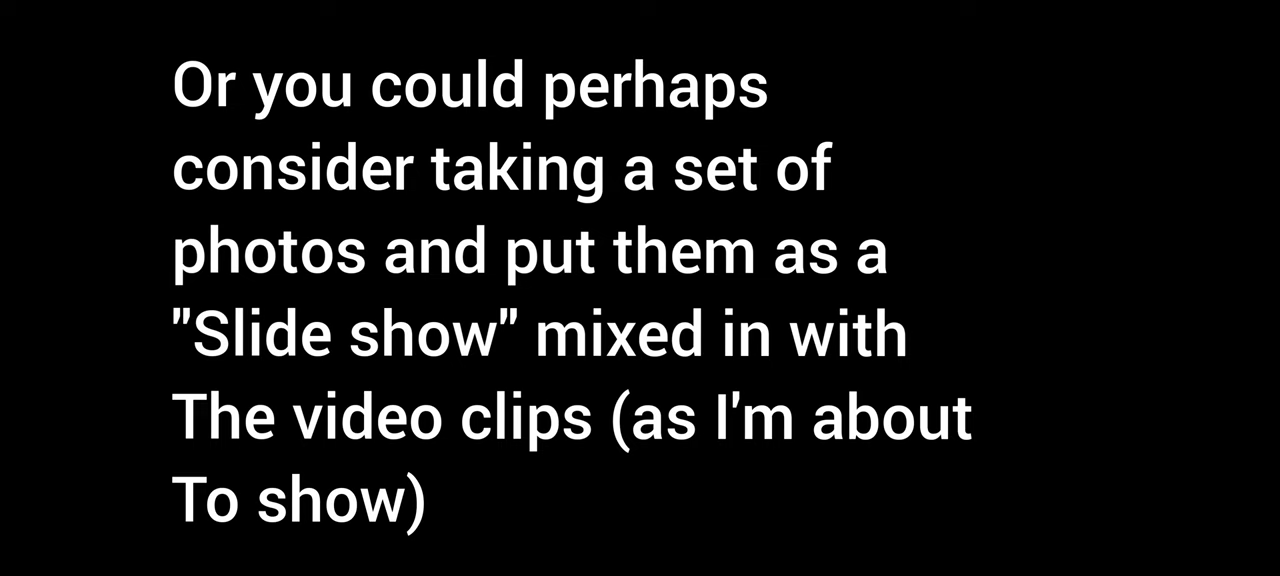 Or you could perhaps
consider taking a set of
photos and put them as a
"Slide show" mixed in with
The video clips (as I'm about
To show)